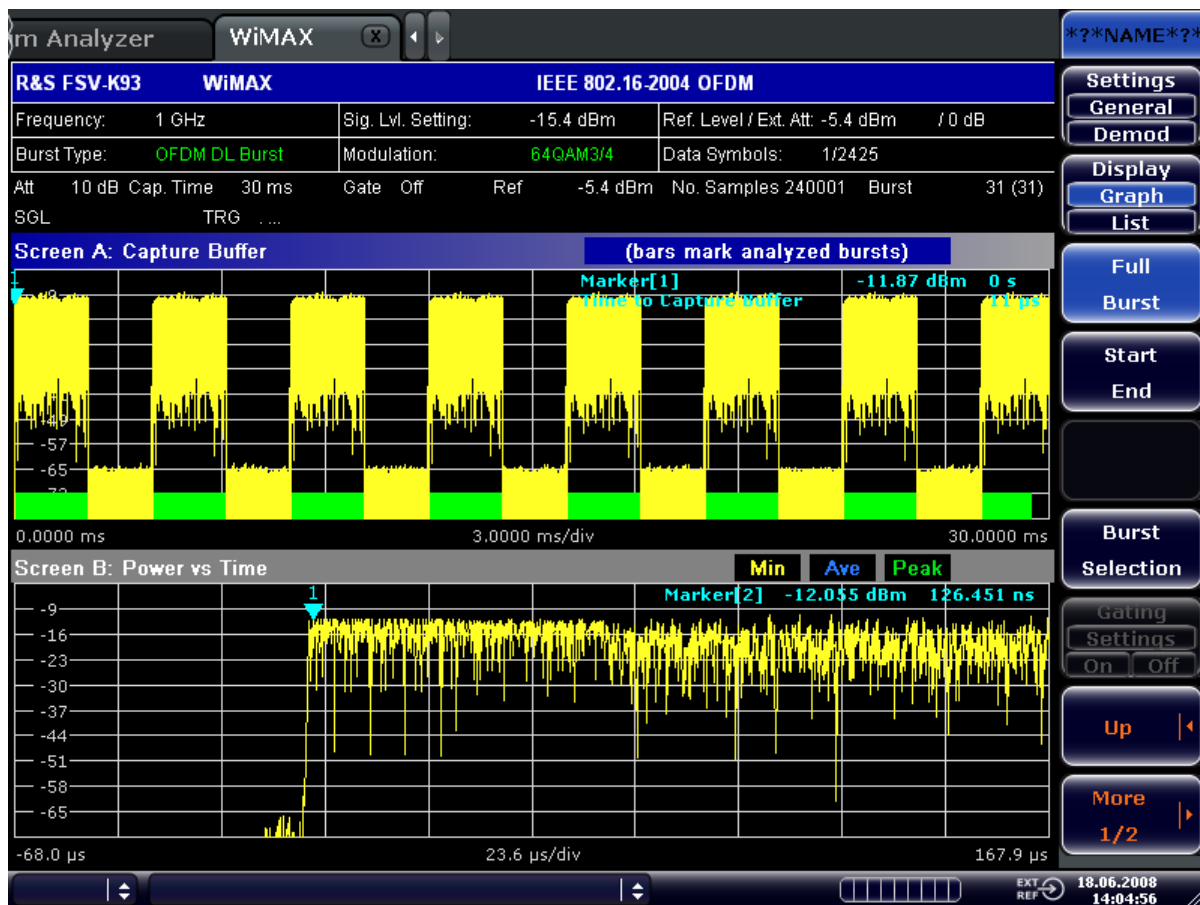 m Analyzer WiMAX X
*?*NAME*?*
R&S FSV-K93 WiMAX IEEE 802.16-2004 OFDM
Frequency: 1 GHz Sig. Lvl. Setting: -15.4 dBm Ref. Level / Ext. Att: -5.4 dBm / 0 dB
Burst Type: OFDM DL Burst Modulation: 64QAM3/4 Data Symbols: 1/2425
Att 10 dB Cap. Time 30 ms Gate Off Ref -5.4 dBm No. Samples 240001 Burst 31 (31)
SGL TRG . ...
Screen A: Capture Buffer (bars mark analyzed bursts)
1 Marker[1] -11.87 dBm 0 s
Time to Capture Buffer 11 µs
-49
-57
-65
0.0000 ms 3.0000 ms/div 30.0000 ms
Screen B: Power vs Time Min Ave Peak
1 Marker[2] -12.055 dBm 126.451 ns
-9
-16
-23
-30
-37
-44
-51
-58
-65
-68.0 µs 23.6 µs/div 167.9 µs
Settings
General
Demod
Display
Graph
List
Full
Burst
Start
End
Burst
Selection
Gating
Settings
On Off
Up
More
1/2
EXT
REF
18.06.2008
14:04:56